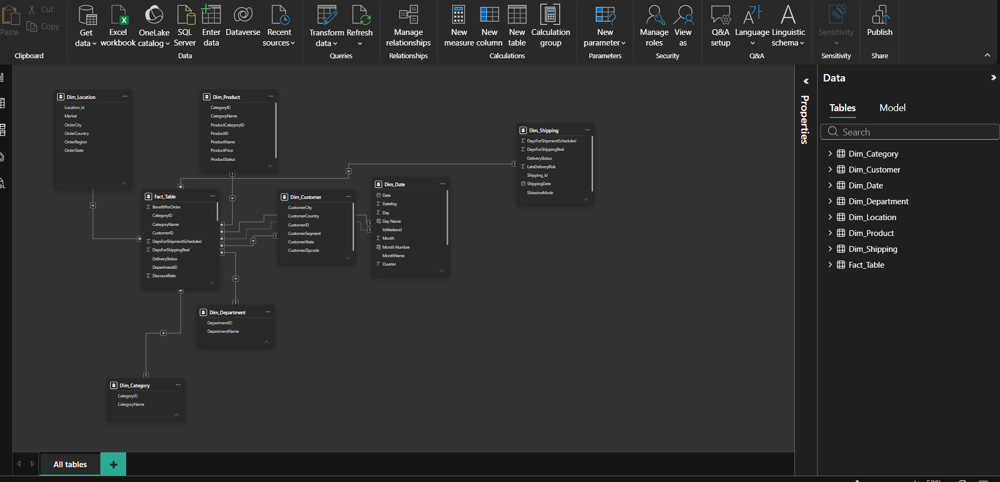 Paste
Cut
Copy
Clipboard
Get data
Excel workbook
OneLake catalog
SQL Server
Enter data
Dataverse
Recent sources
Data
Transform data
Refresh
Queries
Manage relationships
Relationships
New measure
New column
New table
Calculation group
Calculations
New parameter
Parameters
Manage roles
View as
Security
Q&A setup
Language
Linguistic schema
Q&A
Sensitivity
Sensitivity
Publish
Share
Dim_Location
Location_id
Market
OrderCity
OrderCountry
OrderRegion
OrderState
Dim_Product
CategoryID
CategoryName
ProductCategoryID
ProductID
ProductName
ProductPrice
ProductStatus
Dim_Shipping
DaysForShipmentScheduled
DaysForShippingReal
DeliveryStatus
LateDeliveryRisk
Shipping_id
ShippingDate
ShippingMode
Fact_Table
BenefitPerOrder
CategoryID
CategoryName
CustomerID
DaysForShipmentScheduled
DaysForShippingReal
DeliveryStatus
DepartmentID
DiscountRate
Dim_Customer
CustomerCity
CustomerCountry
CustomerID
CustomerSegment
CustomerState
CustomerZipcode
Dim_Date
Date
DateKey
Day
Day Name
IsWeekend
Month
Month Number
MonthName
Quarter
Dim_Department
DepartmentID
DepartmentName
Dim_Category
CategoryID
CategoryName
1
*
*
1
*
*
*
*
*
1
1
1
1
*
1
Properties
Data
Tables
Model
Search
Dim_Category
Dim_Customer
Dim_Date
Dim_Department
Dim_Location
Dim_Product
Dim_Shipping
Fact_Table
All tables
+